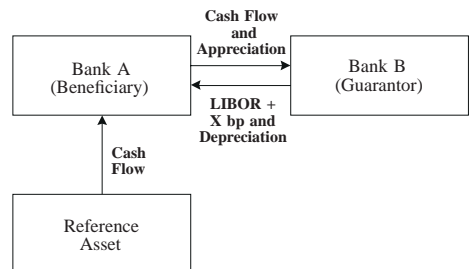 Cash Flow
and
Appreciation
Bank A
(Beneficiary)
Bank B
(Guarantor)
LIBOR +
X bp and
Depreciation
Cash
Flow
Reference
Asset